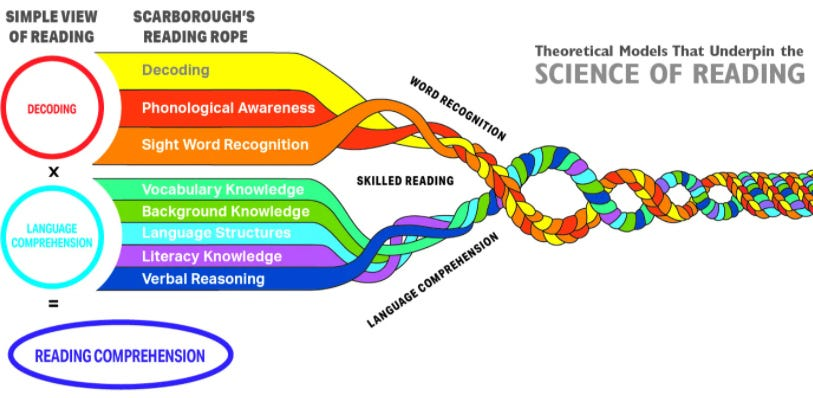 SIMPLE VIEW
OF READING
SCARBOROUGH'S
READING ROPE
Theoretical Models That Underpin the
SCIENCE OF READING
DECODING
x
LANGUAGE
COMPREHENSION
=
READING COMPREHENSION
Decoding
Phonological Awareness
Sight Word Recognition
Vocabulary Knowledge
Background Knowledge
Language Structures
Literacy Knowledge
Verbal Reasoning
WORD RECOGNITION
SKILLED READING
LANGUAGE COMPREHENSION